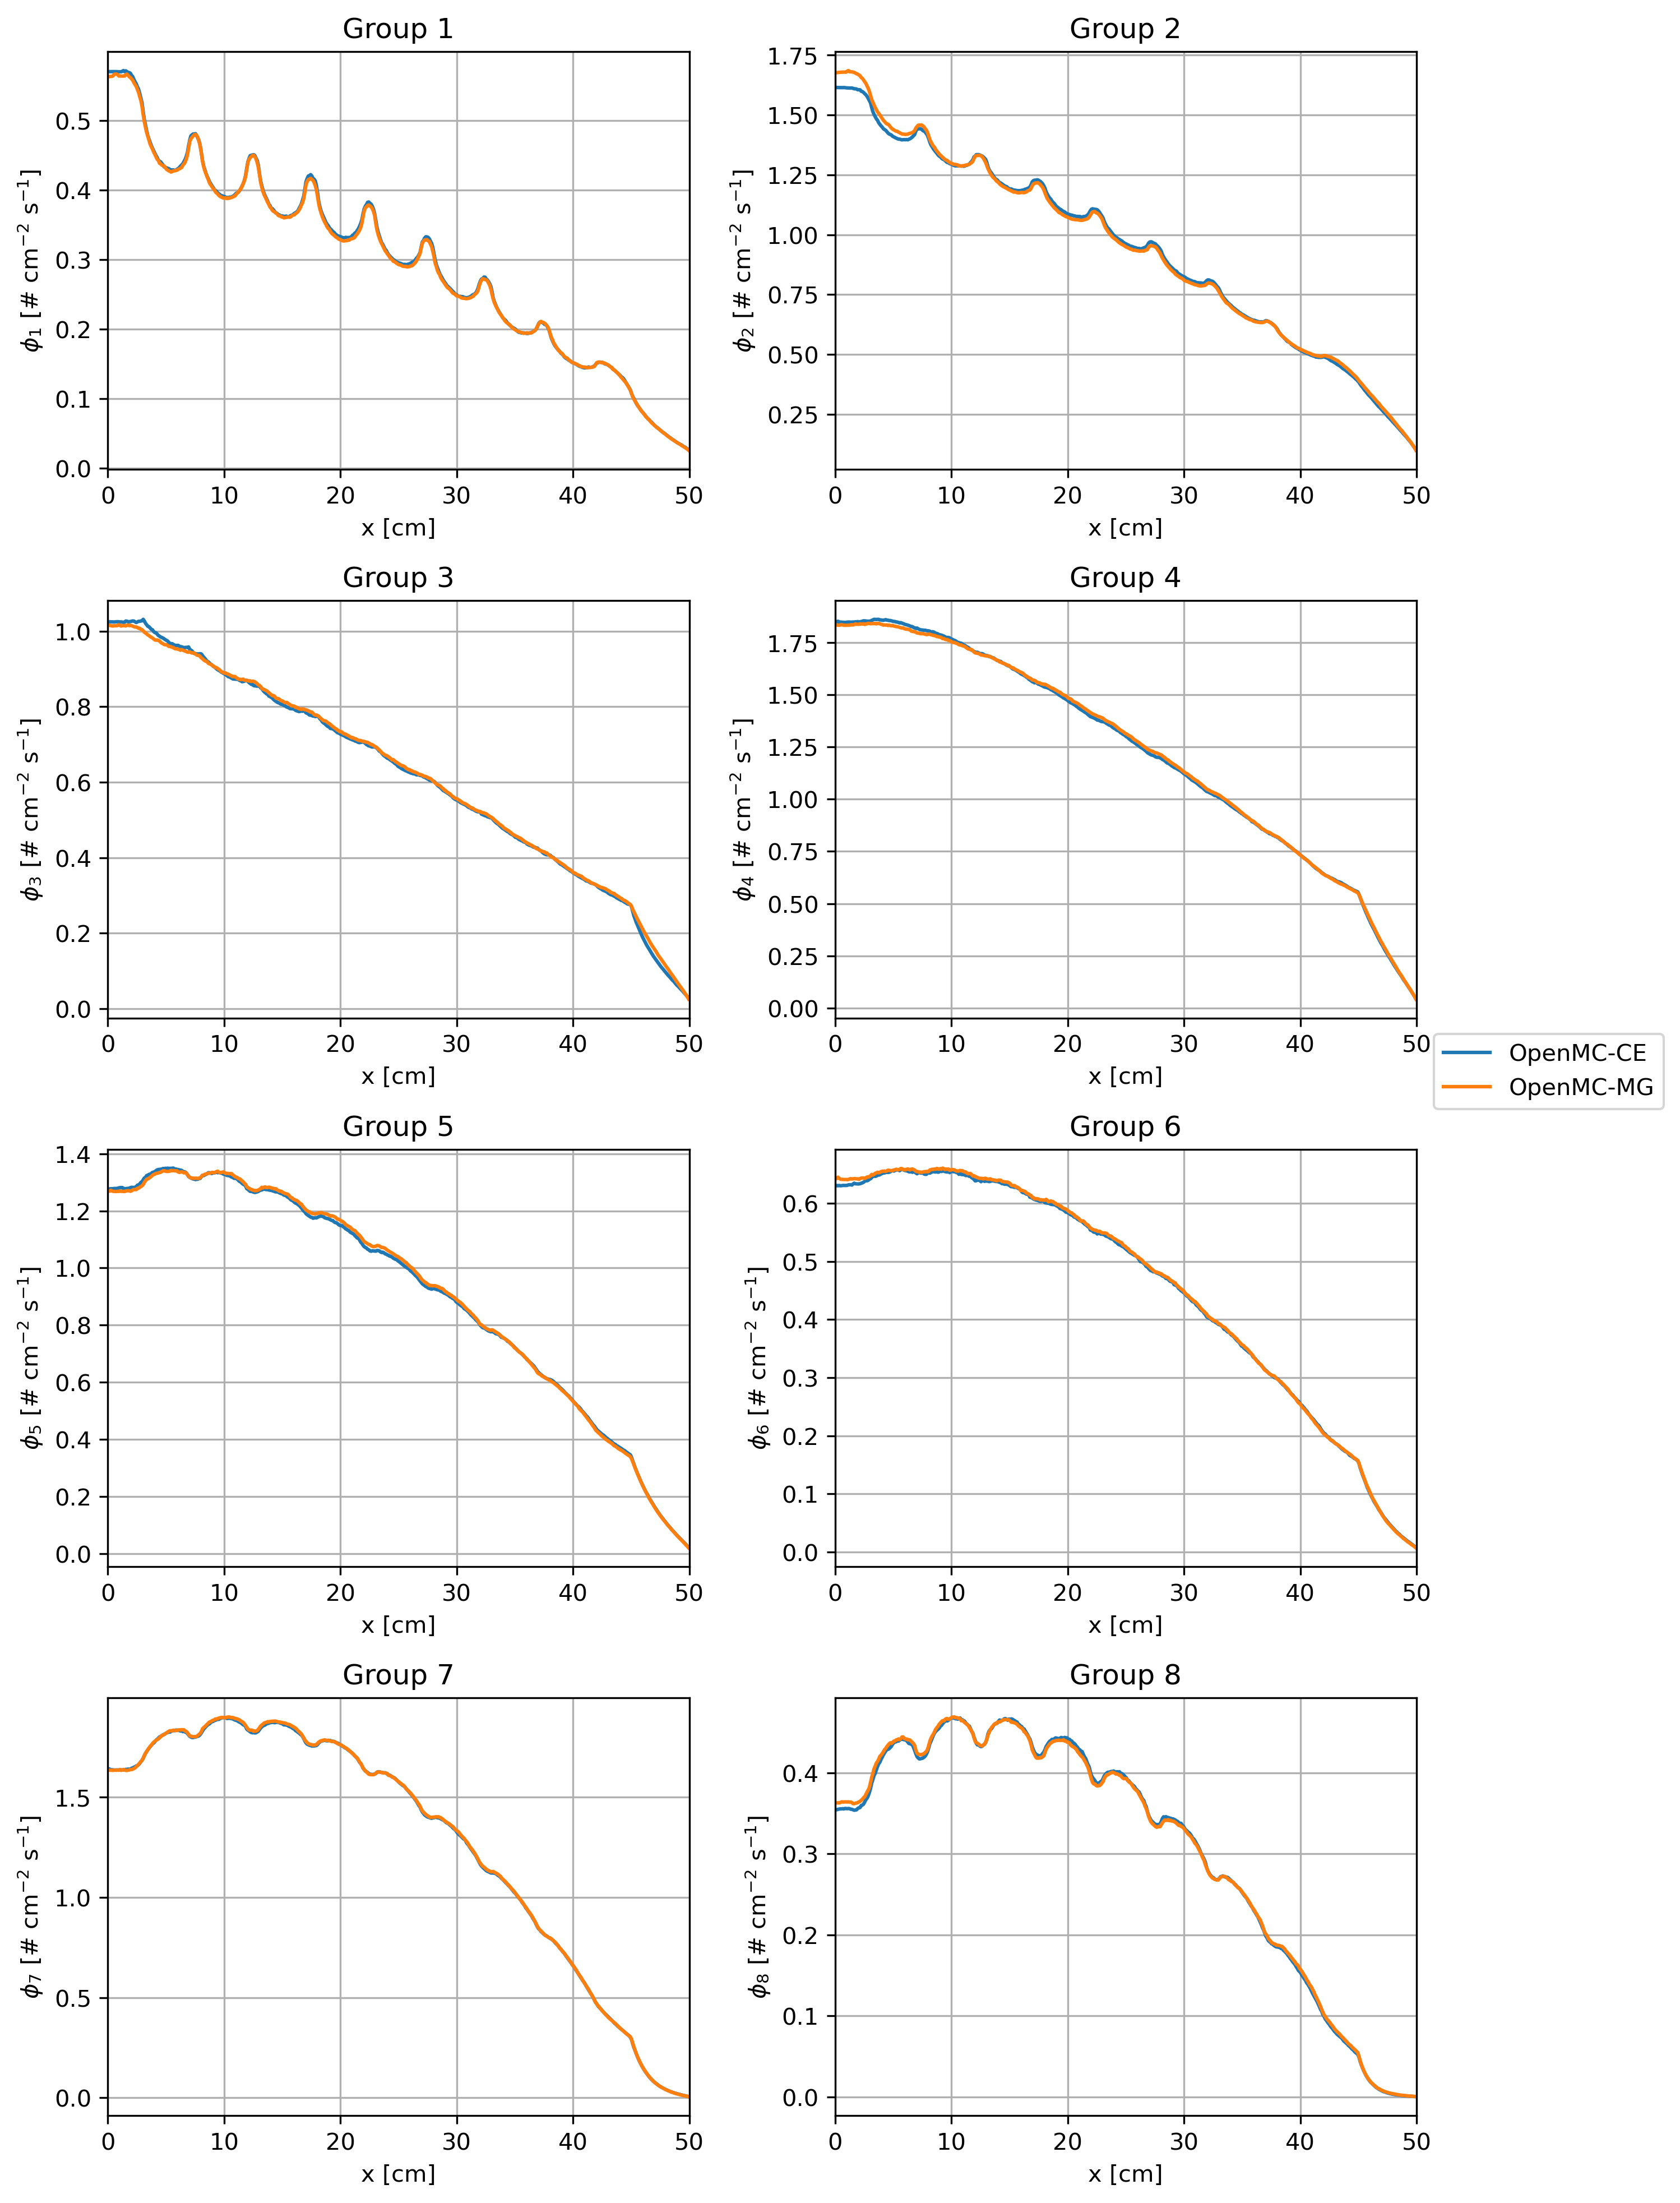 Group 1
0.5
0.4
0.3
0.2
0.1
0.0
ϕ₁ [# cm⁻² s⁻¹]
0 10 20 30 40 50
x [cm]
Group 2
1.75
1.50
1.25
1.00
0.75
0.50
0.25
ϕ₂ [# cm⁻² s⁻¹]
0 10 20 30 40 50
x [cm]
Group 3
1.0
0.8
0.6
0.4
0.2
0.0
ϕ₃ [# cm⁻² s⁻¹]
0 10 20 30 40 50
x [cm]
Group 4
1.75
1.50
1.25
1.00
0.75
0.50
0.25
0.00
ϕ₄ [# cm⁻² s⁻¹]
0 10 20 30 40 50
x [cm]
OpenMC-CE
OpenMC-MG
Group 5
1.4
1.2
1.0
0.8
0.6
0.4
0.2
0.0
ϕ₅ [# cm⁻² s⁻¹]
0 10 20 30 40 50
x [cm]
Group 6
0.6
0.5
0.4
0.3
0.2
0.1
0.0
ϕ₆ [# cm⁻² s⁻¹]
0 10 20 30 40 50
x [cm]
Group 7
1.5
1.0
0.5
0.0
ϕ₇ [# cm⁻² s⁻¹]
0 10 20 30 40 50
x [cm]
Group 8
0.4
0.3
0.2
0.1
0.0
ϕ₈ [# cm⁻² s⁻¹]
0 10 20 30 40 50
x [cm]